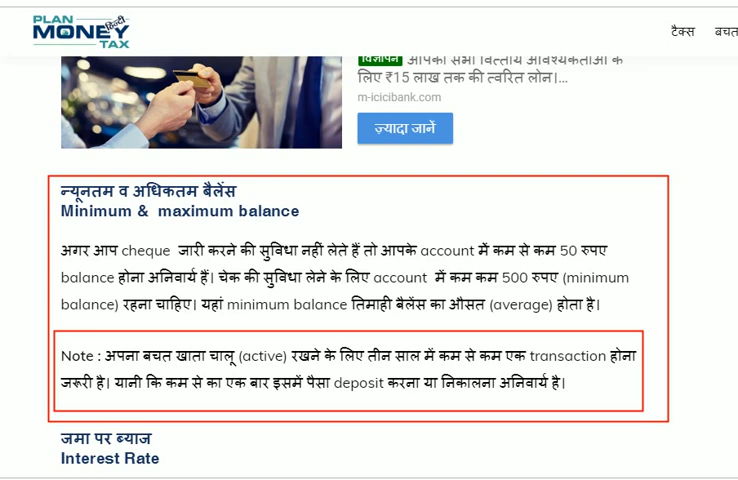 PLAN हिन्दी
MONEY
TAX
टैक्स बचत
विज्ञापन आपकी सभी वित्तीय आवश्यकताओं के
लिए ₹15 लाख तक की त्वरित लोन।...
m-icicibank.com
ज़्यादा जानें
न्यूनतम व अधिकतम बैलेंस
Minimum & maximum balance
अगर आप cheque जारी करने की सुविधा नहीं लेते हैं तो आपके account में कम से कम 50 रुपए
balance होना अनिवार्य हैं। चेक की सुविधा लेने के लिए account में कम कम 500 रुपए (minimum
balance) रहना चाहिए। यहां minimum balance तिमाही बैलेंस का औसत (average) होता है।
Note : अपना बचत खाता चालू (active) रखने के लिए तीन साल में कम से कम एक transaction होना
जरूरी है। यानी कि कम से का एक बार इसमें पैसा deposit करना या निकालना अनिवार्य है।
जमा पर ब्याज
Interest Rate